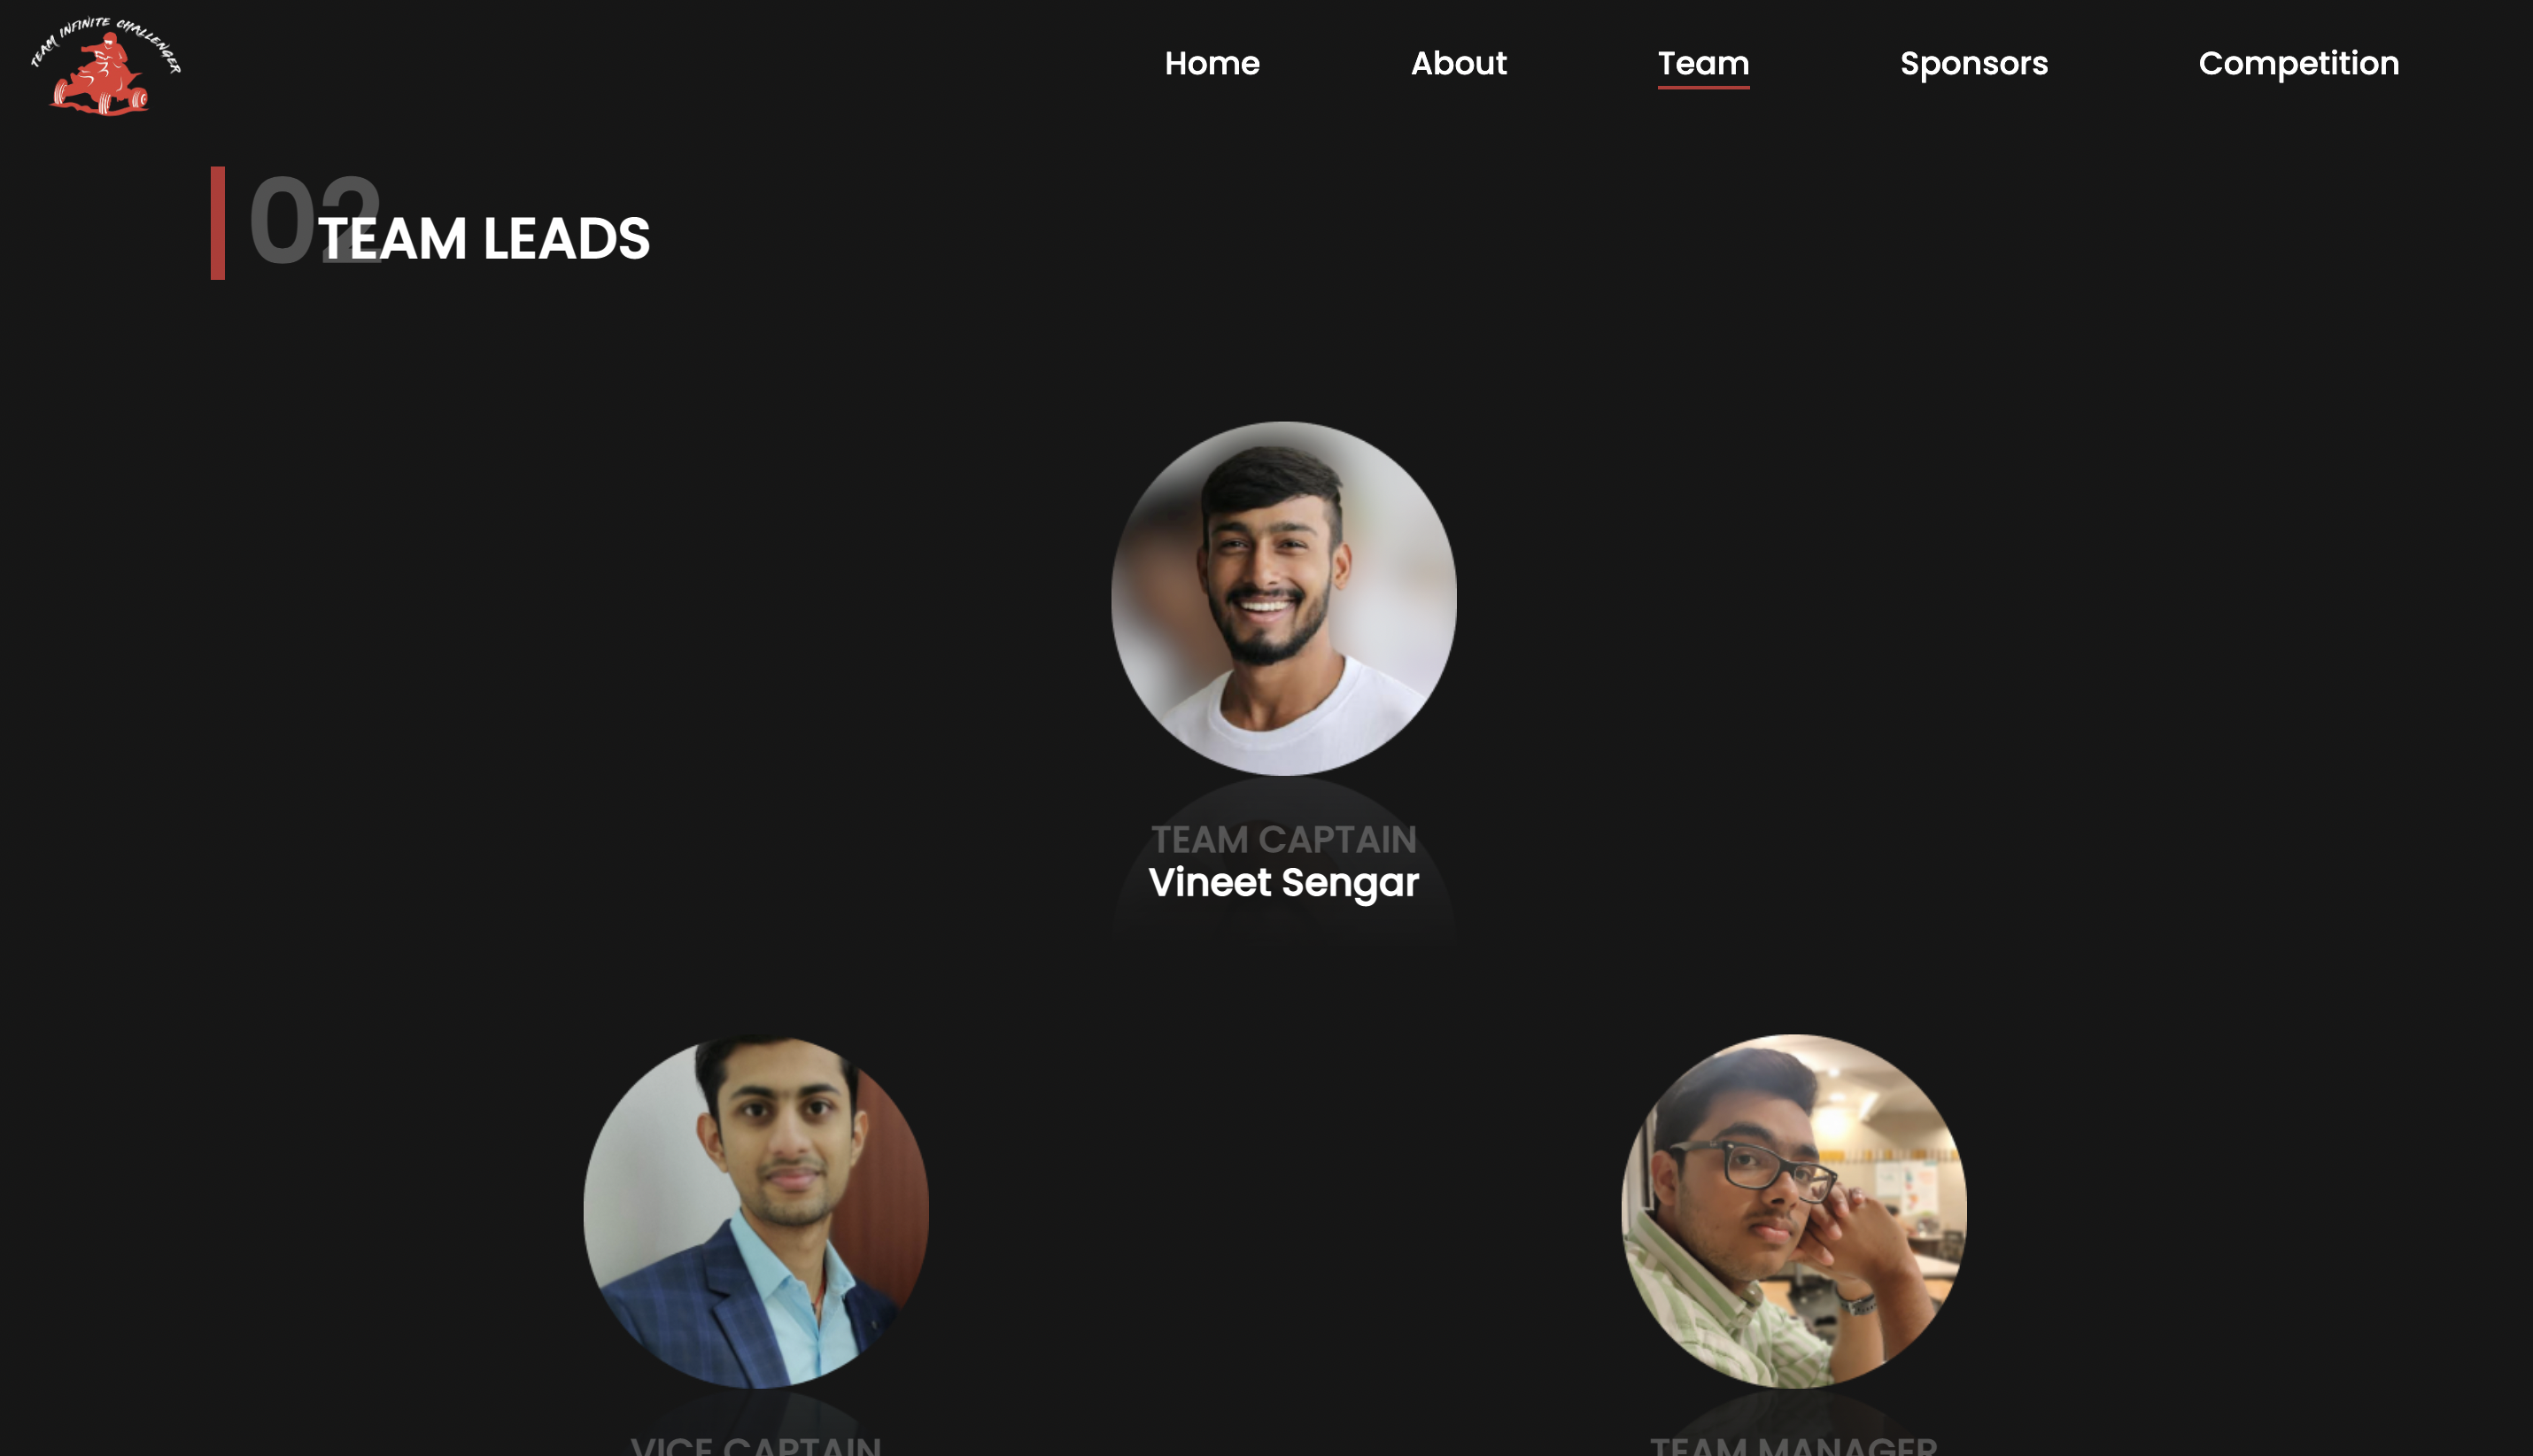 TEAM INFINITE CHALLENGER
Home About Team Sponsors Competition
02
TEAM LEADS
TEAM CAPTAIN
Vineet Sengar
VICE CAPTAIN TEAM MANAGER